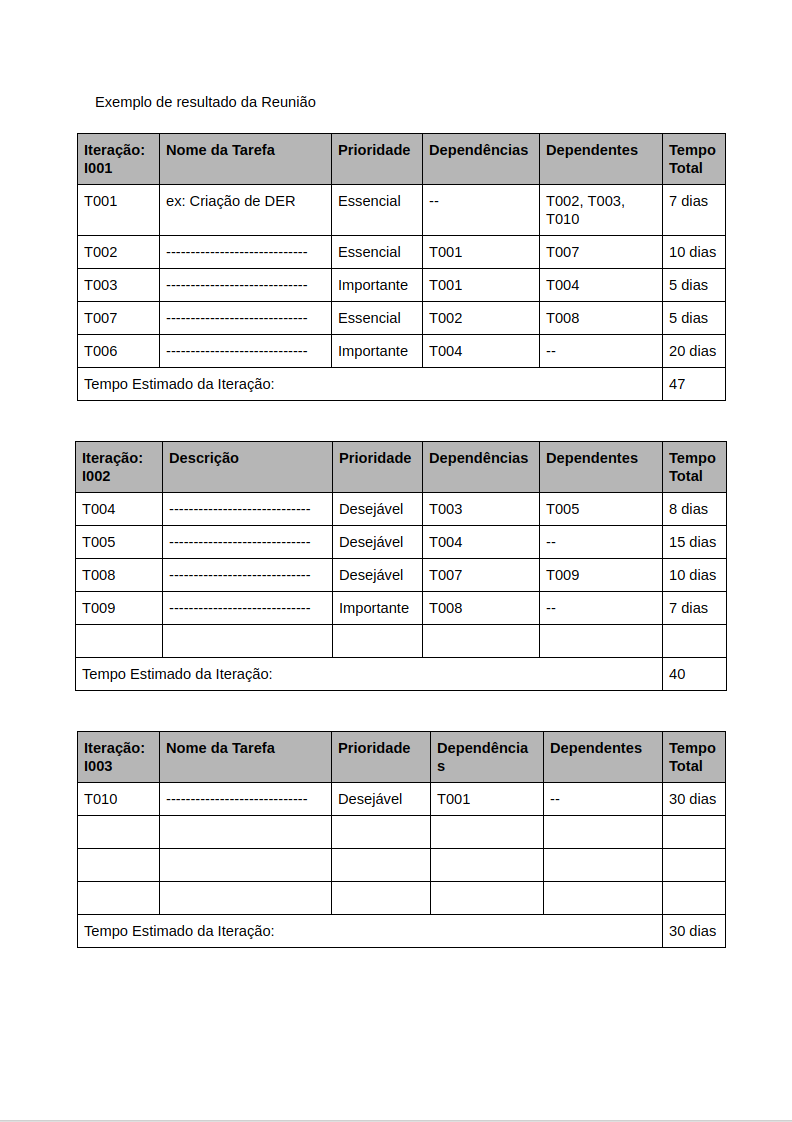 Exemplo de resultado da Reunião
Iteração: I001 Nome da Tarefa Prioridade Dependências Dependentes Tempo Total
T001 ex: Criação de DER Essencial -- T002, T003, T010 7 dias
T002 ----------------------------- Essencial T001 T007 10 dias
T003 ----------------------------- Importante T001 T004 5 dias
T007 ----------------------------- Essencial T002 T008 5 dias
T006 ----------------------------- Importante T004 -- 20 dias
Tempo Estimado da Iteração: 47
Iteração: I002 Descrição Prioridade Dependências Dependentes Tempo Total
T004 ----------------------------- Desejável T003 T005 8 dias
T005 ----------------------------- Desejável T004 -- 15 dias
T008 ----------------------------- Desejável T007 T009 10 dias
T009 ----------------------------- Importante T008 -- 7 dias
Tempo Estimado da Iteração: 40
Iteração: I003 Nome da Tarefa Prioridade Dependências Dependentes Tempo Total
T010 ----------------------------- Desejável T001 -- 30 dias
Tempo Estimado da Iteração: 30 dias